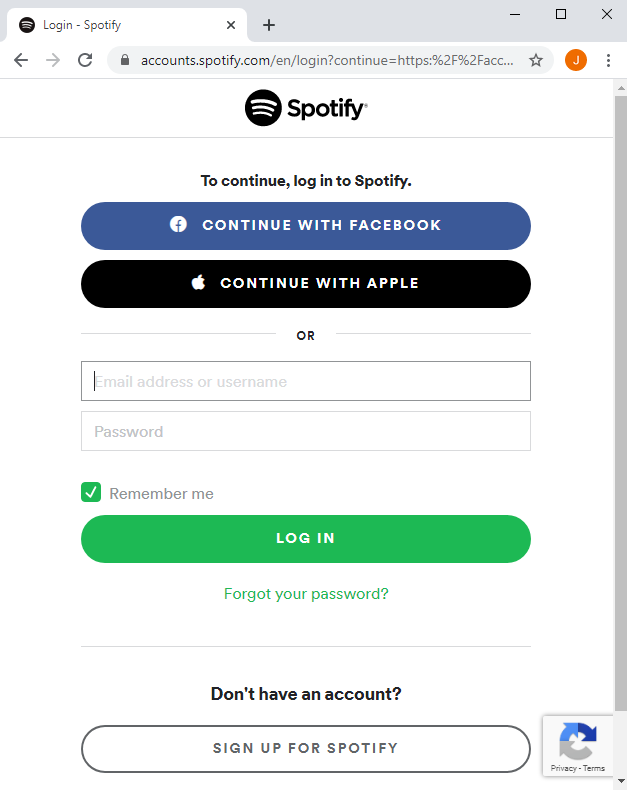 Login - Spotify
accounts.spotify.com/en/login?continue=https:%2F%2Facc...
J
Spotify®
To continue, log in to Spotify.
CONTINUE WITH FACEBOOK
CONTINUE WITH APPLE
OR
Email address or username
Password
Remember me
LOG IN
Forgot your password?
Don't have an account?
SIGN UP FOR SPOTIFY
Privacy - Terms